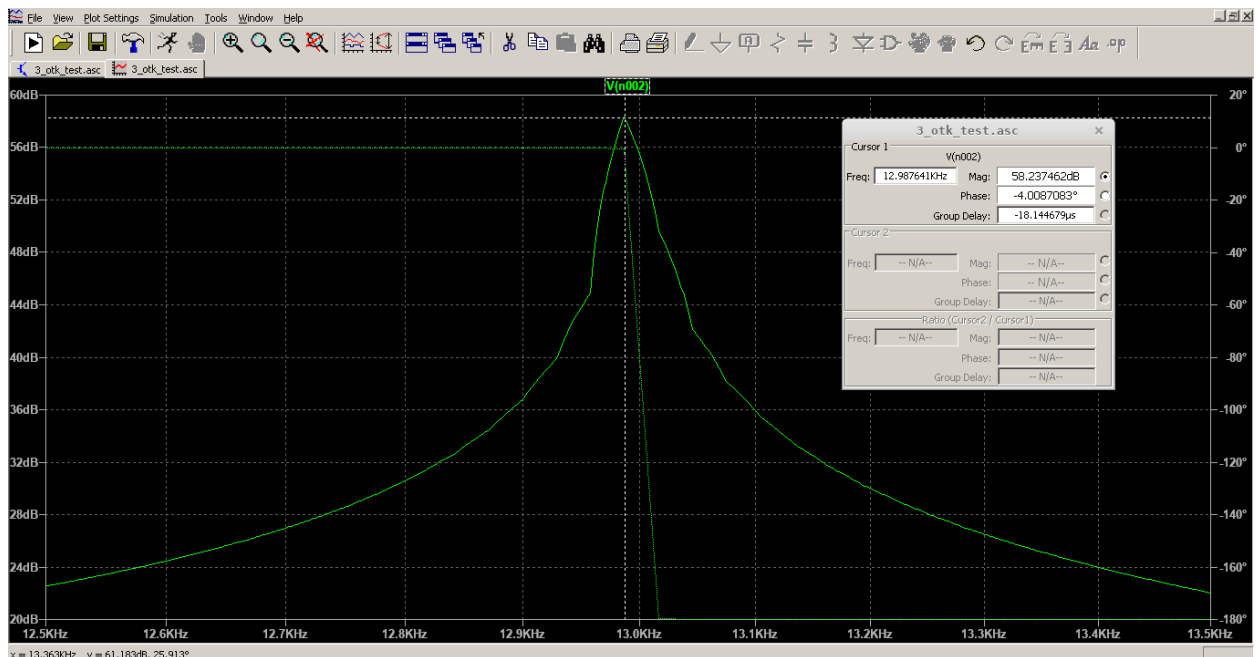 File View Plot Settings Simulation Tools Window Help
.op
3_otk_test.asc 3_otk_test.asc
V(n002)
60dB 20°
56dB 0°
52dB -20°
48dB -40°
44dB -60°
40dB -80°
36dB -100°
32dB -120°
28dB -140°
24dB -160°
20dB -180°
12.5KHz 12.6KHz 12.7KHz 12.8KHz 12.9KHz 13.0KHz 13.1KHz 13.2KHz 13.3KHz 13.4KHz 13.5KHz
3_otk_test.asc
Cursor 1
V(n002)
Freq: 12.987641KHz Mag: 58.237462dB
Phase: -4.0087083°
Group Delay: -18.144679µs
Cursor 2
Freq: -- N/A-- Mag: -- N/A--
Phase: -- N/A--
Group Delay: -- N/A--
Ratio (Cursor2 / Cursor1)
Freq: -- N/A-- Mag: -- N/A--
Phase: -- N/A--
Group Delay: -- N/A--
x = 13.363KHz y = 61.183dB, 25.913°